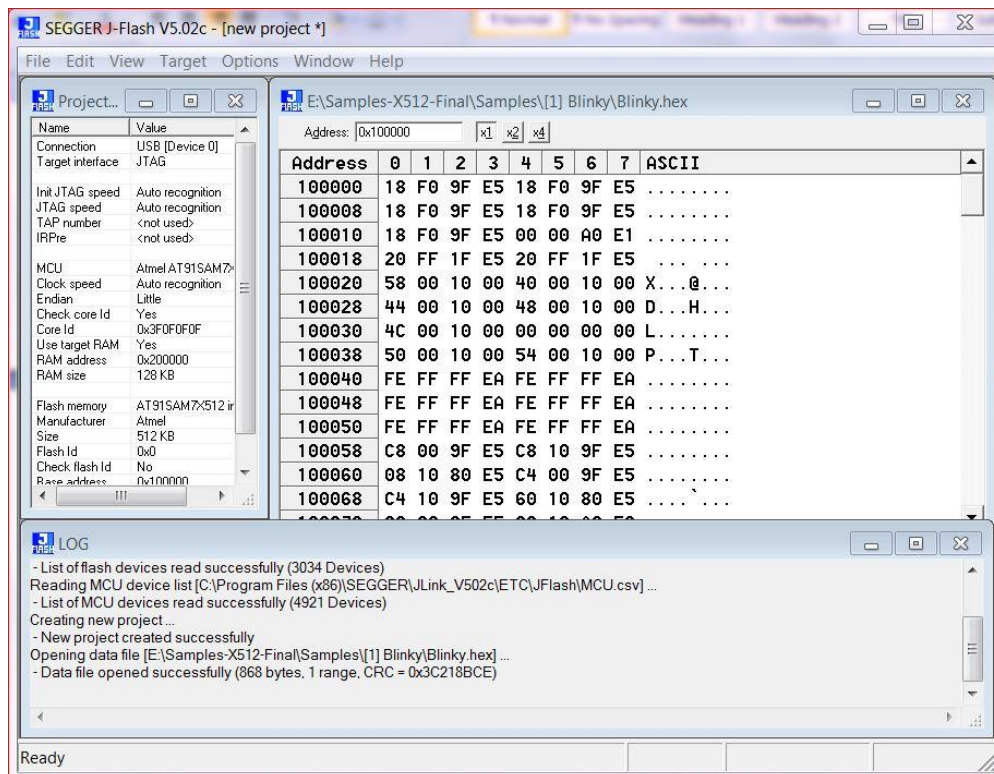 SEGGER J-Flash V5.02c - [new project *]
File Edit View Target Options Window Help
Project...
Name Value
Connection USB [Device 0]
Target interface JTAG
Init JTAG speed Auto recognition
JTAG speed Auto recognition
TAP number <not used>
IRPre <not used>
MCU Atmel AT91SAM7X
Clock speed Auto recognition
Endian Little
Check core Id Yes
Core Id 0x3F0F0F0F
Use target RAM Yes
RAM address 0x200000
RAM size 128 KB
Flash memory AT91SAM7X512 ir
Manufacturer Atmel
Size 512 KB
Flash Id 0x0
Check flash Id No
Base address 0x100000
E:\Samples-X512-Final\Samples\[1] Blinky\Blinky.hex
Address: 0x100000 x1 x2 x4
Address 0 1 2 3 4 5 6 7 ASCII
100000 18 F0 9F E5 18 F0 9F E5 ........
100008 18 F0 9F E5 18 F0 9F E5 ........
100010 18 F0 9F E5 00 00 A0 E1 ........
100018 20 FF 1F E5 20 FF 1F E5 ... ...
100020 58 00 10 00 40 00 10 00 X...@...
100028 44 00 10 00 48 00 10 00 D...H...
100030 4C 00 10 00 00 00 00 00 L.......
100038 50 00 10 00 54 00 10 00 P...T...
100040 FE FF FF EA FE FF FF EA ........
100048 FE FF FF EA FE FF FF EA ........
100050 FE FF FF EA FE FF FF EA ........
100058 C8 00 9F E5 C8 10 9F E5 ........
100060 08 10 80 E5 C4 00 9F E5 ........
100068 C4 10 9F E5 60 10 80 E5 ....`...
LOG
- List of flash devices read successfully (3034 Devices)
Reading MCU device list [C:\Program Files (x86)\SEGGER\JLink_V502c\ETC\JFlash\MCU.csv] ...
- List of MCU devices read successfully (4921 Devices)
Creating new project ...
- New project created successfully
Opening data file [E:\Samples-X512-Final\Samples\[1] Blinky\Blinky.hex] ...
- Data file opened successfully (868 bytes, 1 range, CRC = 0x3C218BCE)
Ready